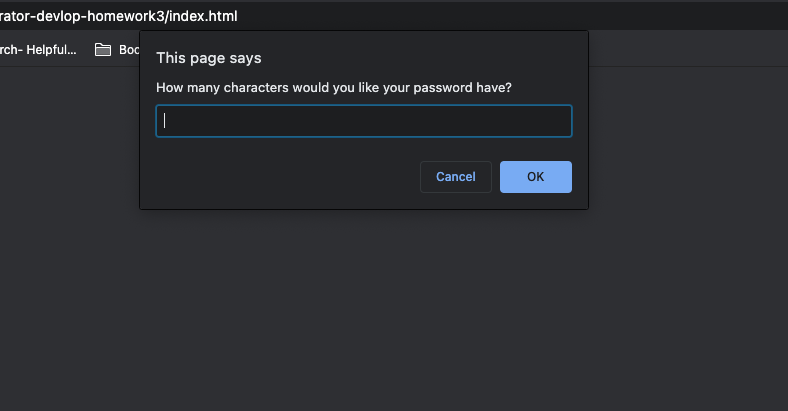 rator-devlop-homework3/index.html
rch- Helpful... Boo
This page says
How many characters would you like your password have?
Cancel OK